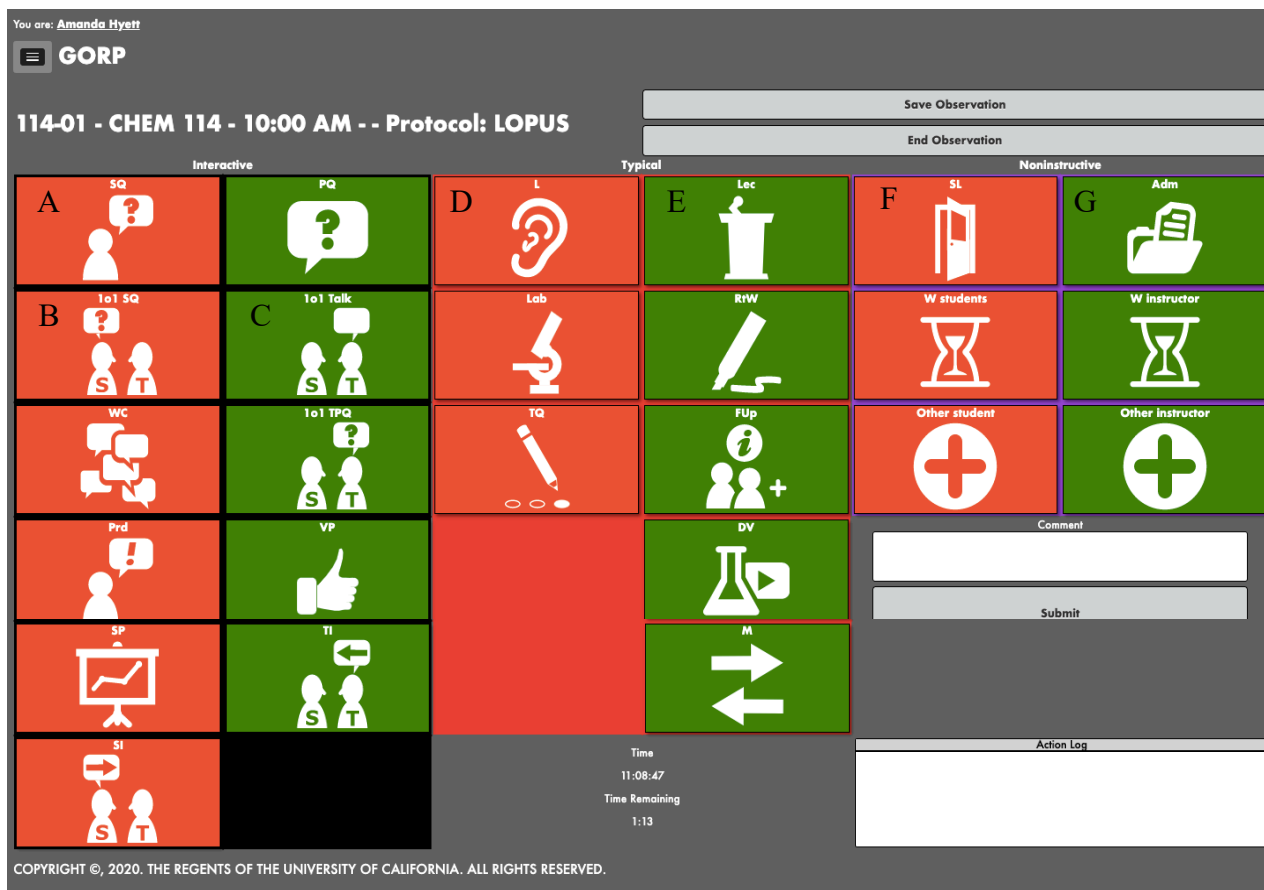 You are: Amanda Hyett
GORP
114-01 - CHEM 114 - 10:00 AM - - Protocol: LOPUS
Save Observation
End Observation
Interactive
Typical
Noninstructive
A SQ ?
PQ ?
D L
E Lec
F SL
G Adm
B 1o1 SQ ? S T
C 1o1 Talk S T
Lab
RtW
W students
W instructor
WC
1o1 TPQ ? S T
TQ
FUp i +
Other student
Other instructor
Prd !
VP
DV
Comment
Submit
SP
TI S T
M
SI S T
Time
11:08:47
Time Remaining
1:13
Action Log
COPYRIGHT ©, 2020. THE REGENTS OF THE UNIVERSITY OF CALIFORNIA. ALL RIGHTS RESERVED.